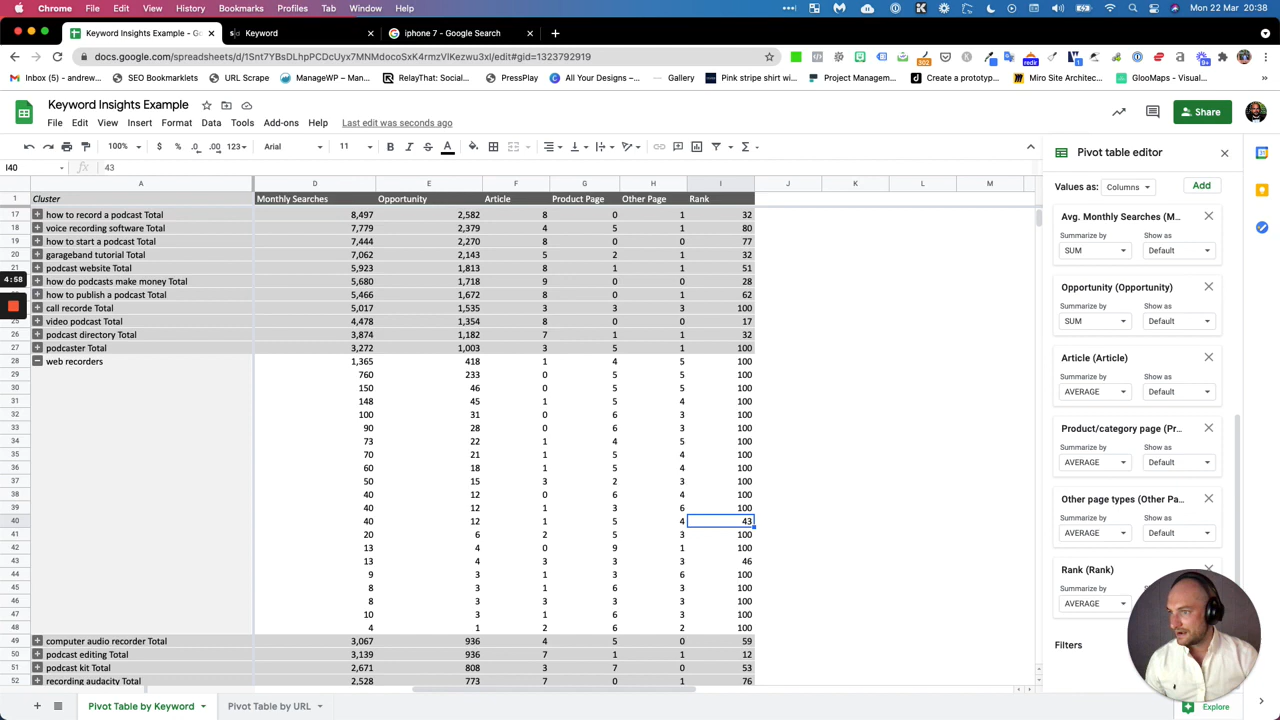 Chrome File Edit View History Bookmarks Profiles Tab Window Help Mon 22 Mar 20:38
Keyword Insights Example - Go Keyword iphone 7 - Google Search
docs.google.com/spreadsheets/d/1Snt7YBsDLhpPCDcUyx7MNMdocoSxK4rmzVIKezwu3xI/edit#gid=1323792919
Inbox (5) - andrew... SEO Bookmarklets URL Scrape ManageWP – Man... RelayThat: Social... PressPlay All Your Designs –... Gallery Pink stripe shirt wi... Project Managem... Create a prototyp... Miro Site Architec... GlooMaps - Visual... »
Keyword Insights Example
File Edit View Insert Format Data Tools Add-ons Help Last edit was seconds ago Share
100% $ % .0 .00 123 Arial 11 B I S A
I40 fx 43
A D E F G H I J K L M
1 Cluster Monthly Searches Opportunity Article Product Page Other Page Rank
17 how to record a podcast Total 8,497 2,582 8 0 1 32
18 voice recording software Total 7,779 2,379 4 5 1 80
19 how to start a podcast Total 7,444 2,270 8 0 0 77
20 garageband tutorial Total 7,062 2,143 5 2 1 32
21 podcast website Total 5,923 1,813 8 1 1 51
how do podcasts make money Total 5,680 1,718 9 0 0 28
how to publish a podcast Total 5,466 1,672 8 0 1 62
call recorde Total 5,017 1,535 3 3 3 100
25 video podcast Total 4,478 1,354 8 0 0 17
26 podcast directory Total 3,874 1,182 7 1 1 32
27 podcaster Total 3,272 1,003 3 5 1 100
28 web recorders 1,365 418 1 4 5 100
29 760 233 0 5 5 100
30 150 46 0 5 5 100
31 148 45 1 5 4 100
32 100 31 0 6 3 100
33 90 28 0 6 3 100
34 73 22 1 4 5 100
35 70 21 1 5 4 100
36 60 18 1 5 4 100
37 50 15 3 2 3 100
38 40 12 0 6 4 100
39 40 12 1 3 6 100
40 40 12 1 5 4 43
41 20 6 2 5 3 100
42 13 4 0 9 1 100
43 13 4 3 3 3 46
44 9 3 1 3 6 100
45 8 3 1 6 3 100
46 8 3 3 3 3 100
47 10 3 1 6 3 100
48 4 1 2 6 2 100
49 computer audio recorder Total 3,067 936 4 5 0 59
50 podcast editing Total 3,139 936 7 1 1 12
51 podcast kit Total 2,671 808 3 7 0 53
52 recording audacity Total 2,528 773 7 0 1 76
4:58
Pivot table editor
Values as: Columns Add
Avg. Monthly Searches (M...
Summarize by Show as
SUM Default
Opportunity (Opportunity)
Summarize by Show as
SUM Default
Article (Article)
Summarize by Show as
AVERAGE Default
Product/category page (Pr...
Summarize by Show as
AVERAGE Default
Other page types (Other Pa...
Summarize by Show as
AVERAGE Default
Rank (Rank)
Summarize by
AVERAGE
Filters
Pivot Table by Keyword Pivot Table by URL Explore